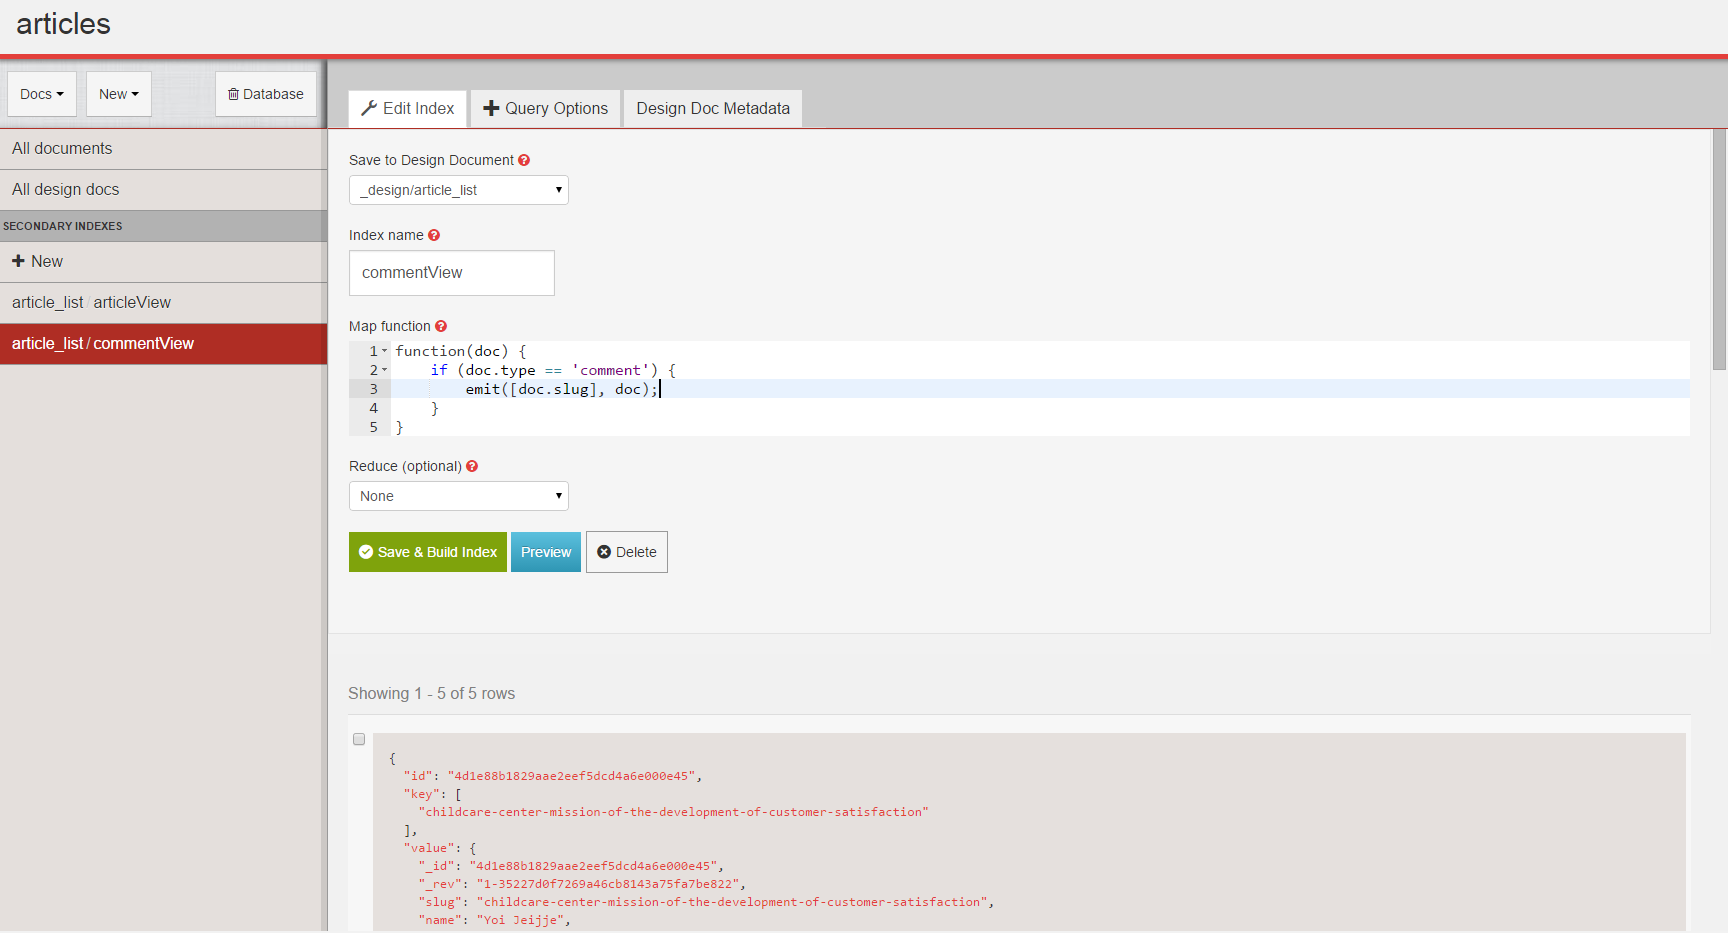 articles
Docs New Database
All documents
All design docs
SECONDARY INDEXES
New
article_list / articleView
article_list / commentView
Edit Index Query Options Design Doc Metadata
Save to Design Document ?
_design/article_list
Index name ?
commentView
Map function ?
1 function(doc) {
2 if (doc.type == 'comment') {
3 emit([doc.slug], doc);
4 }
5 }
Reduce (optional) ?
None
Save & Build Index Preview Delete
Showing 1 - 5 of 5 rows
{
"id": "4d1e88b1829aae2eef5dcd4a6e000e45",
"key": [
"childcare-center-mission-of-the-development-of-customer-satisfaction"
],
"value": {
"_id": "4d1e88b1829aae2eef5dcd4a6e000e45",
"_rev": "1-35227d0f7269a46cb8143a75fa7be822",
"slug": "childcare-center-mission-of-the-development-of-customer-satisfaction",
"name": "Yoi Jeijje",